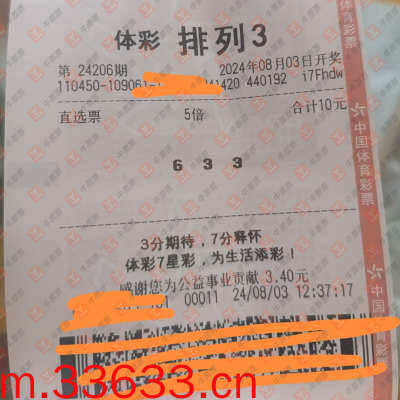 体彩 排列3
第 24206期 2024年08月03日开奖
110450-109061- 41420 440192 i7Fhdw
直选票 5倍 合计10元
6 3 3
3分期待，7分释怀
体彩7星彩，为生活添彩！
感谢您为公益事业贡献 3.40元
01 00011 24/08/03 12:37:17
体育彩票
中国体育彩票
中国体育
m.33633.cn